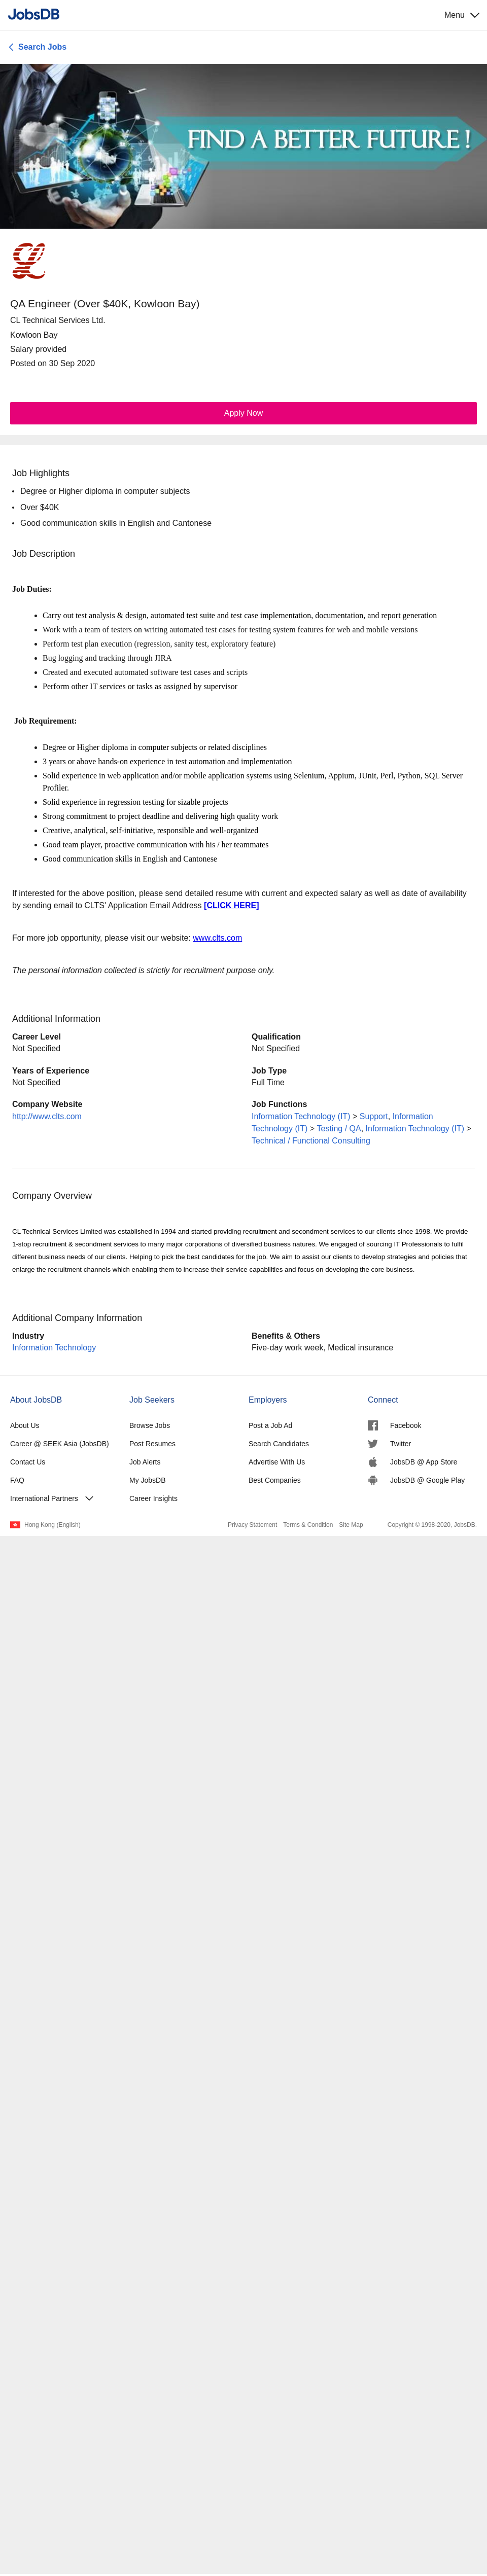 JobsDB
Menu
Search Jobs
FIND A BETTER FUTURE !
QA Engineer (Over $40K, Kowloon Bay)
CL Technical Services Ltd.
Kowloon Bay
Salary provided
Posted on 30 Sep 2020
Apply Now
Job Highlights
• Degree or Higher diploma in computer subjects
• Over $40K
• Good communication skills in English and Cantonese
Job Description
Job Duties:
• Carry out test analysis & design, automated test suite and test case implementation, documentation, and report generation
• Work with a team of testers on writing automated test cases for testing system features for web and mobile versions
• Perform test plan execution (regression, sanity test, exploratory feature)
• Bug logging and tracking through JIRA
• Created and executed automated software test cases and scripts
• Perform other IT services or tasks as assigned by supervisor
Job Requirement:
• Degree or Higher diploma in computer subjects or related disciplines
• 3 years or above hands-on experience in test automation and implementation
• Solid experience in web application and/or mobile application systems using Selenium, Appium, JUnit, Perl, Python, SQL Server
Profiler.
• Solid experience in regression testing for sizable projects
• Strong commitment to project deadline and delivering high quality work
• Creative, analytical, self-initiative, responsible and well-organized
• Good team player, proactive communication with his / her teammates
• Good communication skills in English and Cantonese
If interested for the above position, please send detailed resume with current and expected salary as well as date of availability
by sending email to CLTS' Application Email Address [CLICK HERE]
For more job opportunity, please visit our website: www.clts.com
The personal information collected is strictly for recruitment purpose only.
Additional Information
Career Level
Not Specified
Qualification
Not Specified
Years of Experience
Not Specified
Job Type
Full Time
Company Website
http://www.clts.com
Job Functions
Information Technology (IT) > Support, Information
Technology (IT) > Testing / QA, Information Technology (IT) >
Technical / Functional Consulting
Company Overview
CL Technical Services Limited was established in 1994 and started providing recruitment and secondment services to our clients since 1998. We provide
1-stop recruitment & secondment services to many major corporations of diversified business natures. We engaged of sourcing IT Professionals to fulfil
different business needs of our clients. Helping to pick the best candidates for the job. We aim to assist our clients to develop strategies and policies that
enlarge the recruitment channels which enabling them to increase their service capabilities and focus on developing the core business.
Additional Company Information
Industry
Information Technology
Benefits & Others
Five-day work week, Medical insurance
About JobsDB
About Us
Career @ SEEK Asia (JobsDB)
Contact Us
FAQ
International Partners
Job Seekers
Browse Jobs
Post Resumes
Job Alerts
My JobsDB
Career Insights
Employers
Post a Job Ad
Search Candidates
Advertise With Us
Best Companies
Connect
Facebook
Twitter
JobsDB @ App Store
JobsDB @ Google Play
Hong Kong (English)
Privacy Statement Terms & Condition Site Map
Copyright © 1998-2020, JobsDB.